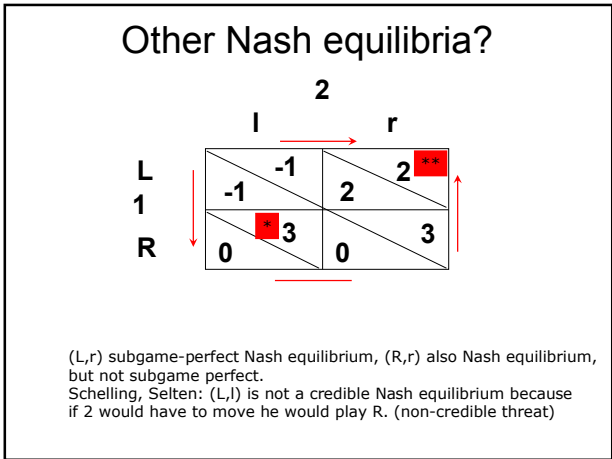 Other Nash equilibria?
2
l r
L -1 2 **
-1 2
1
R * 3 3
0 0
(L,r) subgame-perfect Nash equilibrium, (R,r) also Nash equilibrium,
but not subgame perfect.
Schelling, Selten: (L,l) is not a credible Nash equilibrium because
if 2 would have to move he would play R. (non-credible threat)